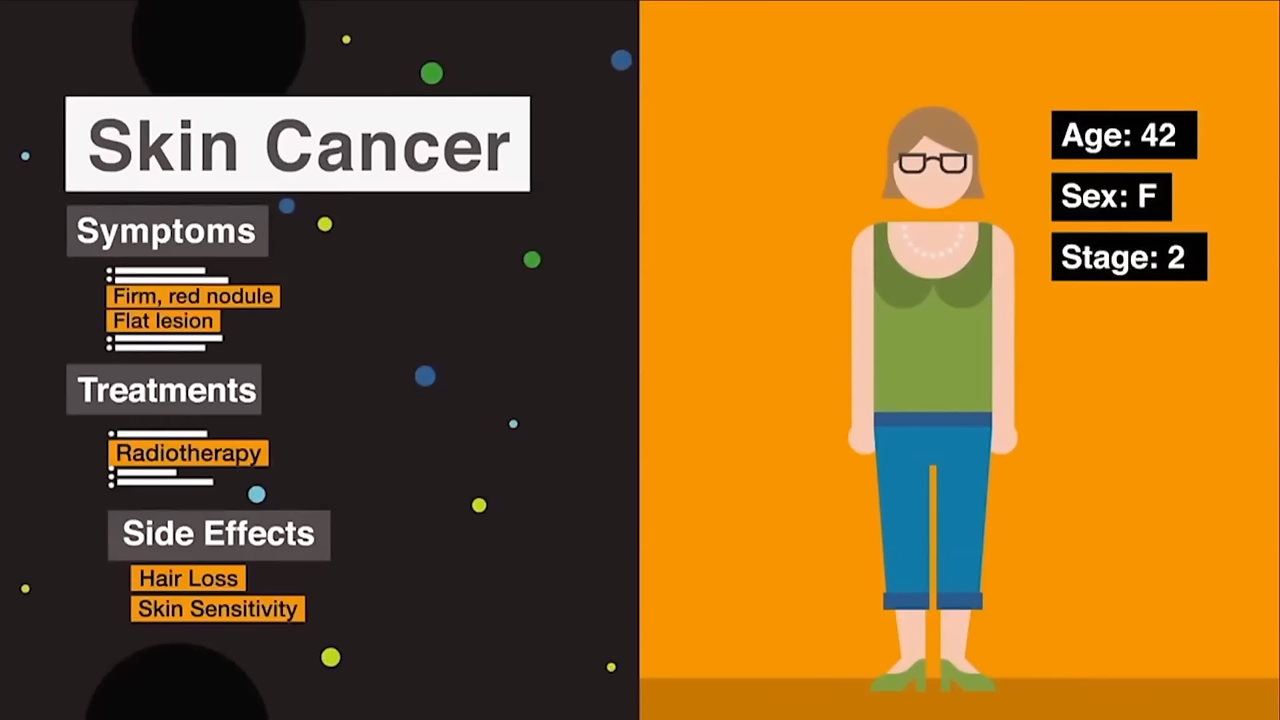 Skin Cancer
Symptoms
Firm, red nodule
Flat lesion
Treatments
Radiotherapy
Side Effects
Hair Loss
Skin Sensitivity
Age: 42
Sex: F
Stage: 2